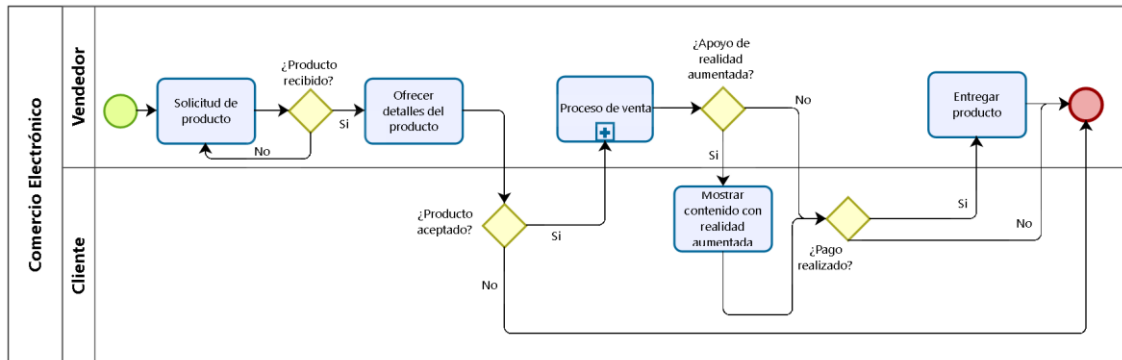 Comercio Electrónico
Vendedor
Solicitud de
producto
¿Producto
recibido?
Si
No
Ofrecer
detalles del
producto
Proceso de venta
¿Apoyo de
realidad
aumentada?
No
Si
Entregar
producto
Cliente
¿Producto
aceptado?
Si
No
Mostrar
contenido con
realidad
aumentada
¿Pago
realizado?
Si
No